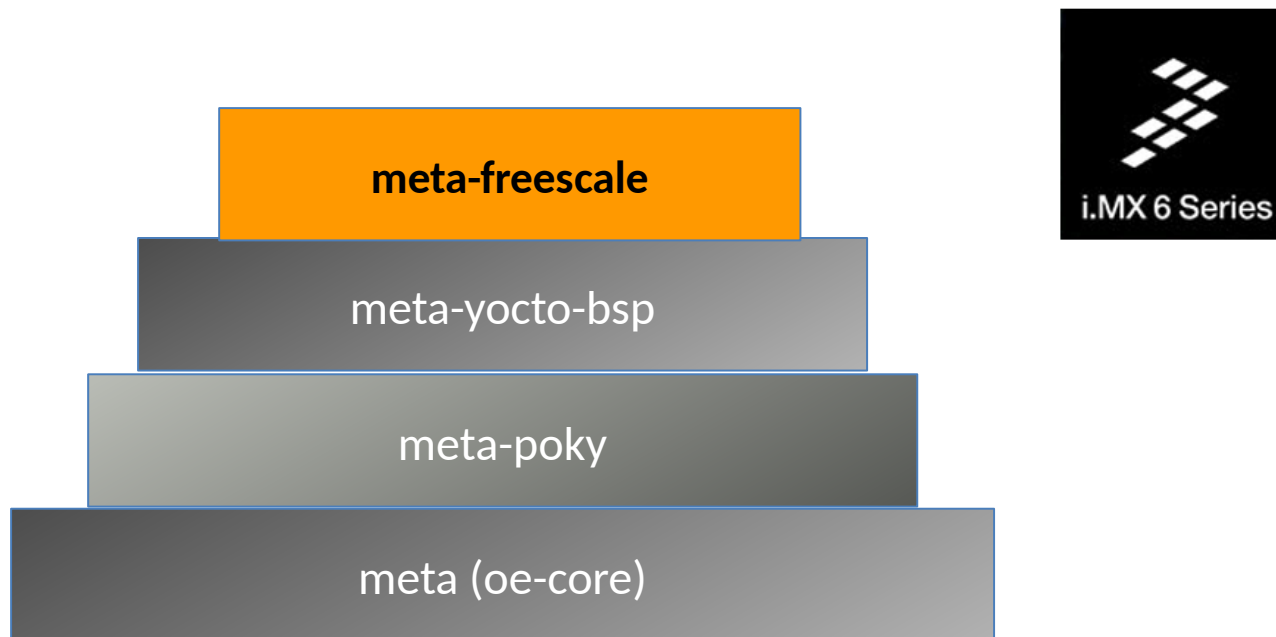 meta-freescale
i.MX 6 Series
meta-yocto-bsp
meta-poky
meta (oe-core)